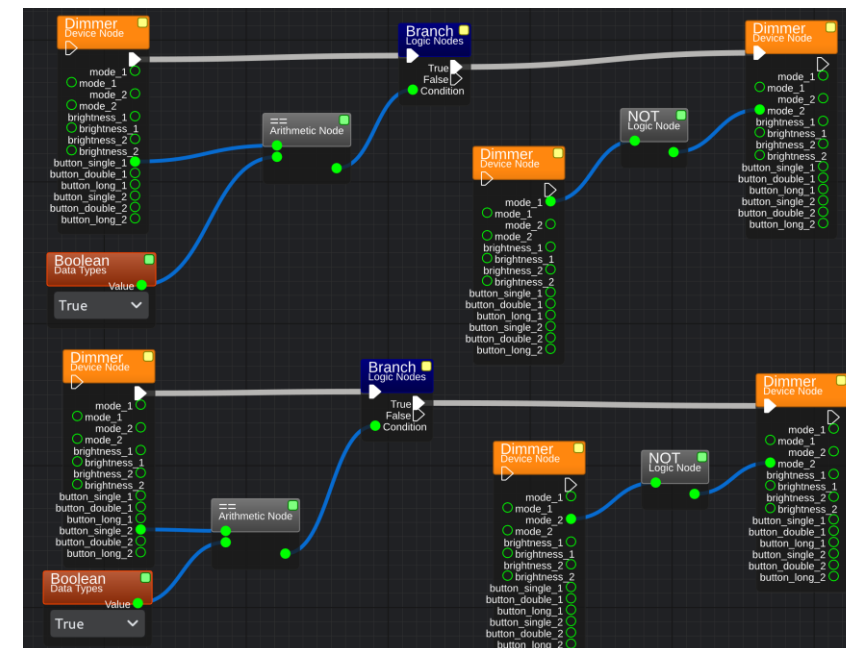 Dimmer
Device Node
mode_1
mode_1
mode_2
mode_2
brightness_1
brightness_1
brightness_2
brightness_2
button_single_1
button_double_1
button_long_1
button_single_2
button_double_2
button_long_2
Boolean
Data Types
Value
True
==
Arithmetic Node
Branch
Logic Nodes
True
False
Condition
Dimmer
Device Node
mode_1
mode_1
mode_2
mode_2
brightness_1
brightness_1
brightness_2
brightness_2
button_single_1
button_double_1
button_long_1
button_single_2
button_double_2
button_long_2
NOT
Logic Node
Dimmer
Device Node
mode_1
mode_1
mode_2
mode_2
brightness_1
brightness_1
brightness_2
brightness_2
button_single_1
button_double_1
button_long_1
button_single_2
button_double_2
button_long_2
Dimmer
Device Node
mode_1
mode_1
mode_2
mode_2
brightness_1
brightness_1
brightness_2
brightness_2
button_single_1
button_double_1
button_long_1
button_single_2
button_double_2
button_long_2
Boolean
Data Types
Value
True
==
Arithmetic Node
Branch
Logic Nodes
True
False
Condition
Dimmer
Device Node
mode_1
mode_1
mode_2
mode_2
brightness_1
brightness_1
brightness_2
brightness_2
button_single_1
button_double_1
button_long_1
button_single_2
button_double_2
button_long_2
NOT
Logic Node
Dimmer
Device Node
mode_1
mode_1
mode_2
mode_2
brightness_1
brightness_1
brightness_2
brightness_2
button_single_1
button_double_1
button_long_1
button_single_2
button_double_2
button_long_2